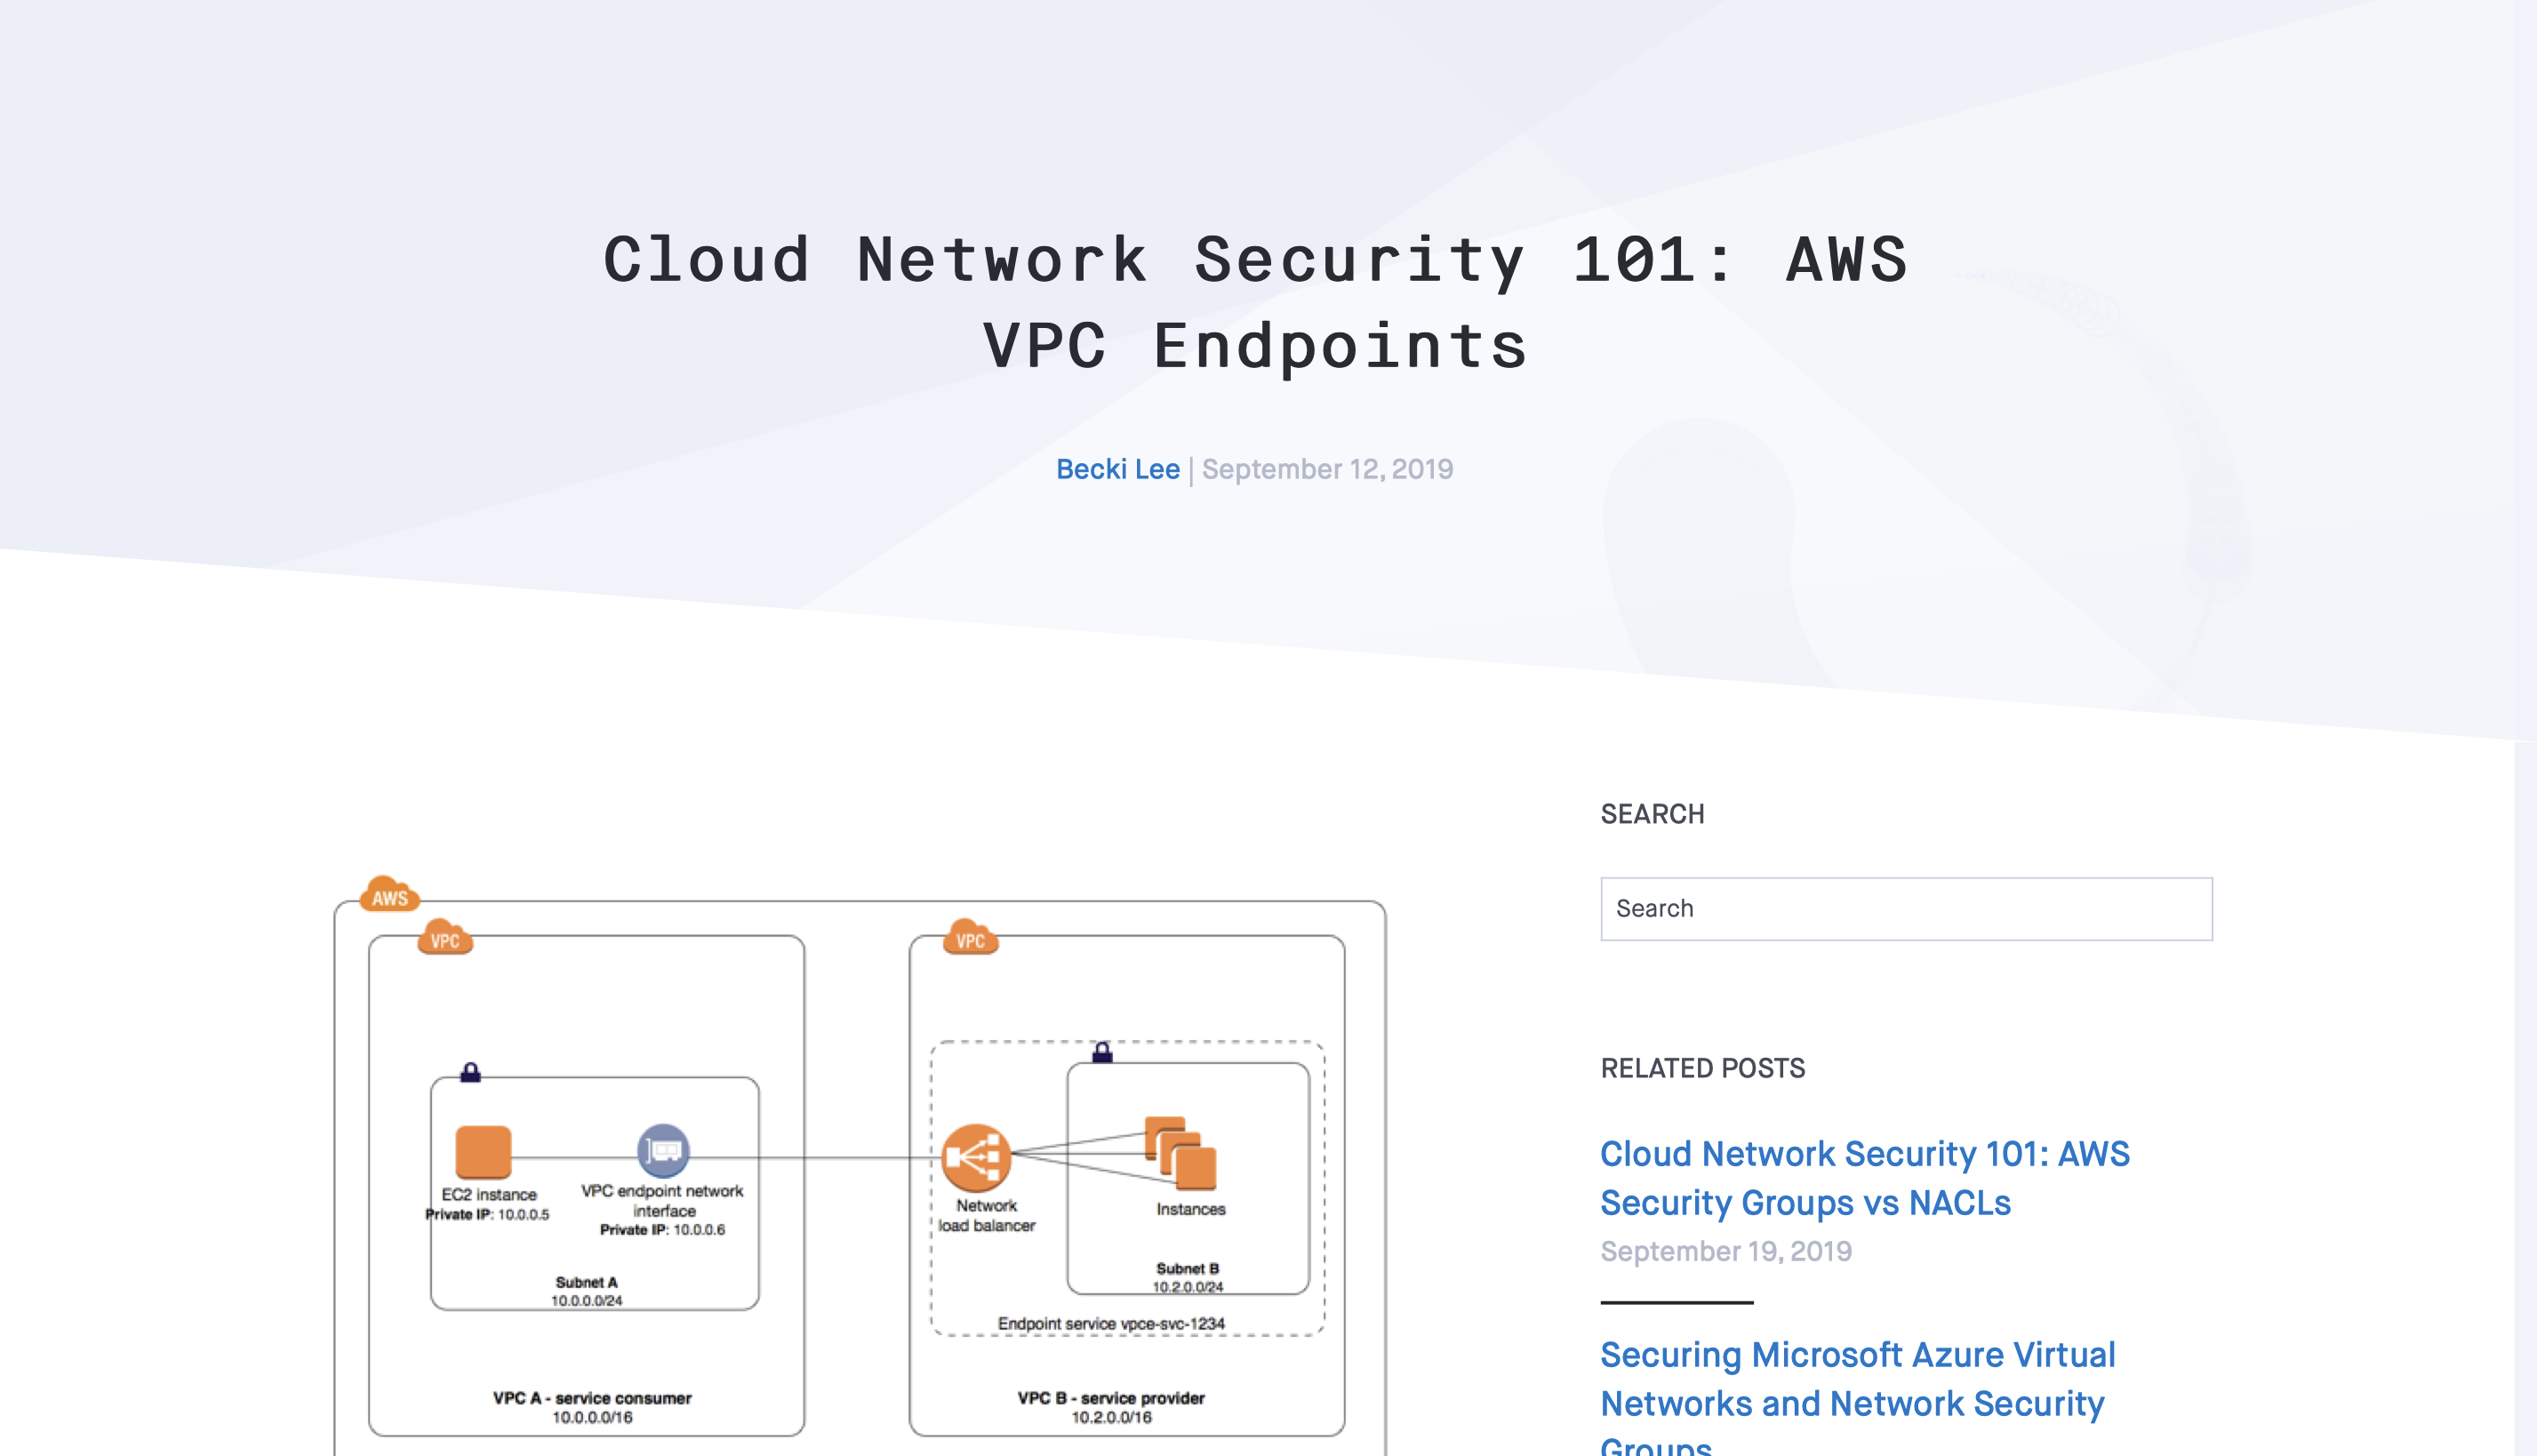 Cloud Network Security 101: AWS
VPC Endpoints
Becki Lee | September 12, 2019
AWS
VPC
EC2 instance
Private IP: 10.0.0.5
VPC endpoint network
interface
Private IP: 10.0.0.6
Subnet A
10.0.0.0/24
VPC A - service consumer
10.0.0.0/16
VPC
Network
load balancer
Instances
Subnet B
10.2.0.0/24
Endpoint service vpce-svc-1234
VPC B - service provider
10.2.0.0/16
SEARCH
Search
RELATED POSTS
Cloud Network Security 101: AWS
Security Groups vs NACLs
September 19, 2019
Securing Microsoft Azure Virtual
Networks and Network Security
Groups